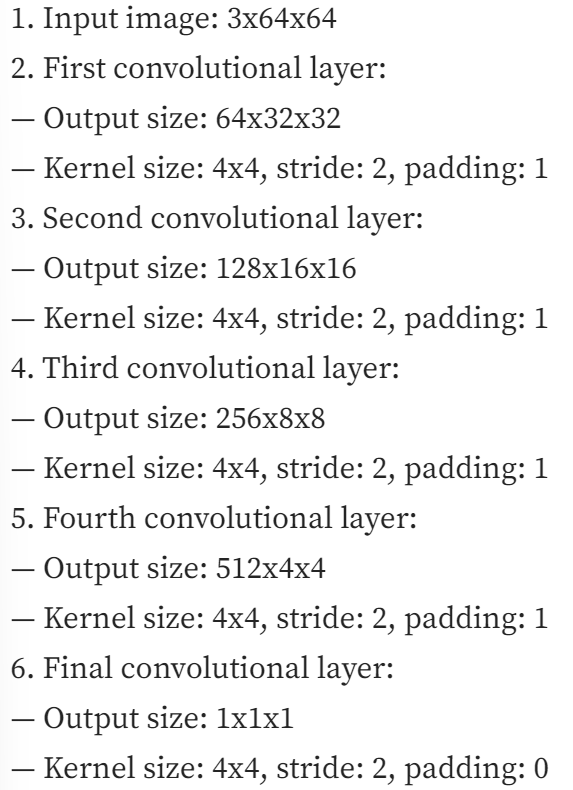 1. Input image: 3x64x64
2. First convolutional layer:
— Output size: 64x32x32
— Kernel size: 4x4, stride: 2, padding: 1
3. Second convolutional layer:
— Output size: 128x16x16
— Kernel size: 4x4, stride: 2, padding: 1
4. Third convolutional layer:
— Output size: 256x8x8
— Kernel size: 4x4, stride: 2, padding: 1
5. Fourth convolutional layer:
— Output size: 512x4x4
— Kernel size: 4x4, stride: 2, padding: 1
6. Final convolutional layer:
— Output size: 1x1x1
— Kernel size: 4x4, stride: 2, padding: 0